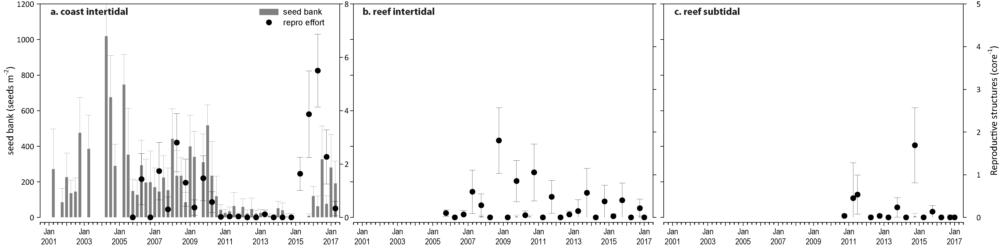 a. coast intertidal
seed bank
repro effort
seed bank (seeds m-2)
1200
1000
800
600
400
200
0
8
6
4
2
0
Jan Jan Jan Jan Jan Jan Jan Jan Jan
2001 2003 2005 2007 2009 2011 2013 2015 2017
b. reef intertidal
Jan Jan Jan Jan Jan Jan Jan Jan Jan
2001 2003 2005 2007 2009 2011 2013 2015 2017
c. reef subtidal
5
4
3
2
1
0
Reproductive structures (core-1)
Jan Jan Jan Jan Jan Jan Jan Jan Jan
2001 2003 2005 2007 2009 2011 2013 2015 2017